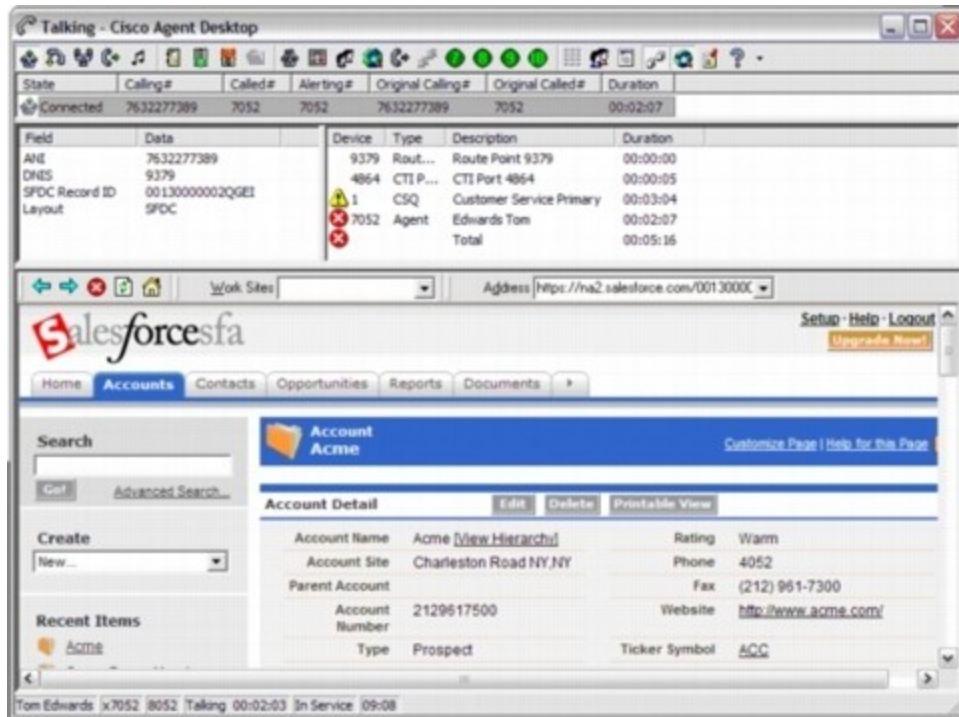 Talking - Cisco Agent Desktop
State Calling# Called# Alerting# Original Calling# Original Called# Duration
Connected 7632277389 7052 7052 7632277389 7052 00:02:07
Field Data
ANI 7632277389
DNIS 9379
SFDC Record ID 00130000002QGEI
Layout SFDC
Device Type Description Duration
9379 Rout... Route Point 9379 00:00:00
4864 CTI P... CTI Port 4864 00:00:05
1 CSQ Customer Service Primary 00:03:04
7052 Agent Edwards Tom 00:02:07
Total 00:05:16
Work Sites Address https://na2.salesforce.com/001300
salesforcesfa
Setup · Help · Logout
Upgrade Now!
Home Accounts Contacts Opportunities Reports Documents
Search
Go!
Advanced Search...
Create
New...
Recent Items
Acme
Account
Acme
Customize Page | Help for this Page
Account Detail Edit Delete Printable View
Account Name Acme [View Hierarchy] Rating Warm
Account Site Charleston Road NY,NY Phone 4052
Parent Account Fax (212) 961-7300
Account Number 2129617500 Website http://www.acme.com/
Type Prospect Ticker Symbol ACC
Tom Edwards x7052 8052 Talking 00:02:03 In Service 09:08